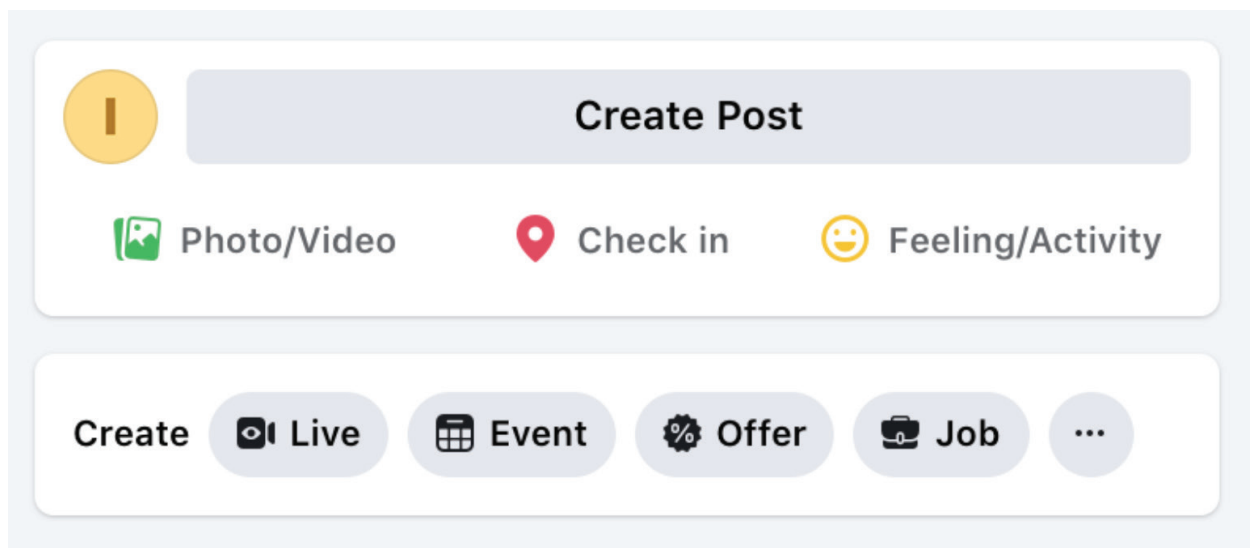 I
Create Post
Photo/Video Check in Feeling/Activity
Create Live Event % Offer Job ...